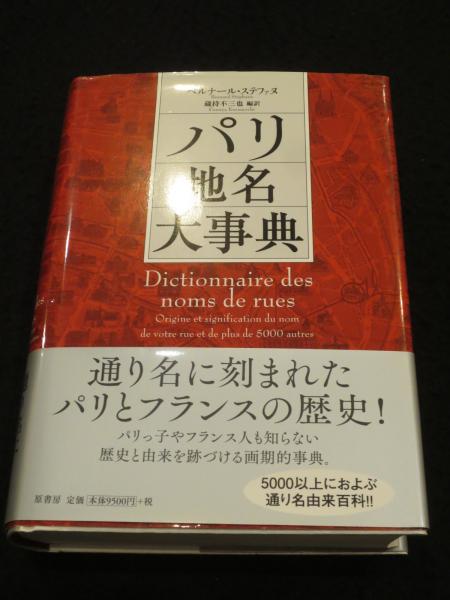 ベルナール・ステファヌ
Bernard Stéphane
蔵持不三也 編訳
Fumiya Kuramochi
パリ
地名
大事典
Dictionnaire des
noms de rues
Origine et signification du nom
de votre rue et de plus de 5000 autres
通り名に刻まれた
パリとフランスの歴史!
パリっ子やフランス人も知らない
歴史と由来を跡づける画期的事典。
5000以上におよぶ
通り名由来百科!!
原書房 定価 本体9500円+税